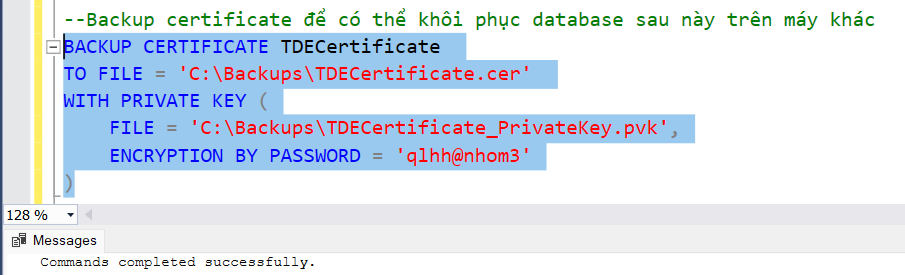 --Backup certificate để có thể khôi phục database sau này trên máy khác
BACKUP CERTIFICATE TDECertificate
TO FILE = 'C:\Backups\TDECertificate.cer'
WITH PRIVATE KEY (
    FILE = 'C:\Backups\TDECertificate_PrivateKey.pvk',
    ENCRYPTION BY PASSWORD = 'qlhh@nhom3'
)
128 %
Messages
Commands completed successfully.